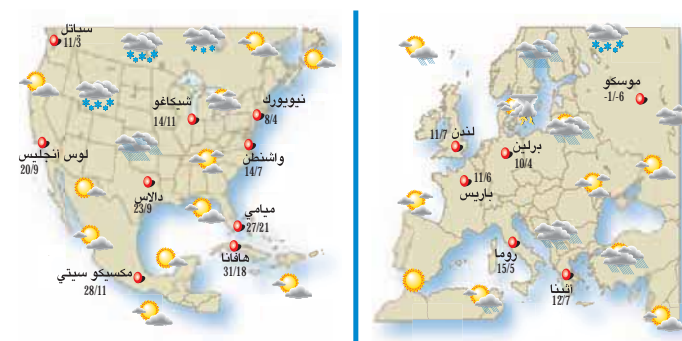 سياتل
11/3
شيكاغو
14/11
نيويورك
8/4
واشنطن
14/7
لوس أنجليس
20/9
دالاس
23/9
ميامي
27/21
هافانا
31/18
مكسيكو سيتي
28/11
موسكو
-1/-6
لندن
11/7
برلين
10/4
11/6
باريس
روما
15/5
أثينا
12/7